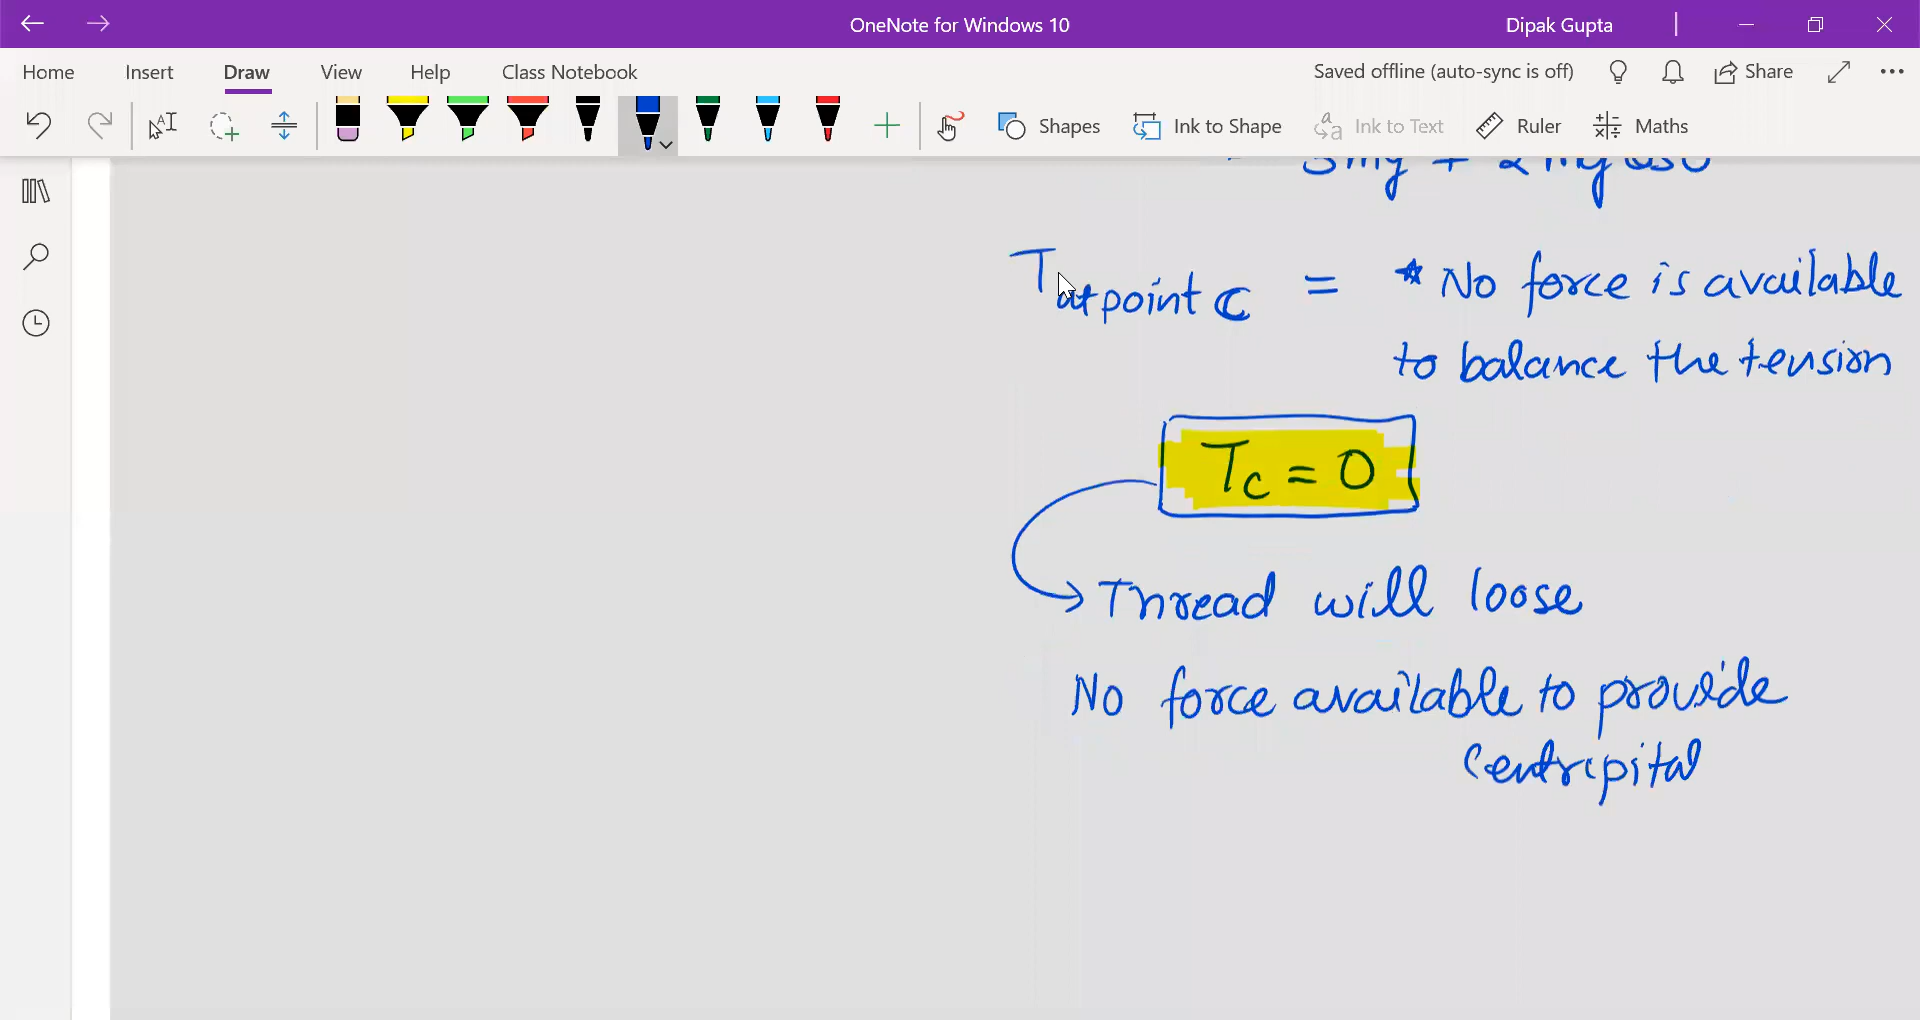 OneNote for Windows 10
Dipak Gupta
Home Insert Draw View Help Class Notebook
Saved offline (auto-sync is off) Share
Shapes Ink to Shape Ink to Text Ruler Maths
T at point C = * No force is available
to balance the tension
Tc = 0
Thread will loose
No force available to provide
centripital